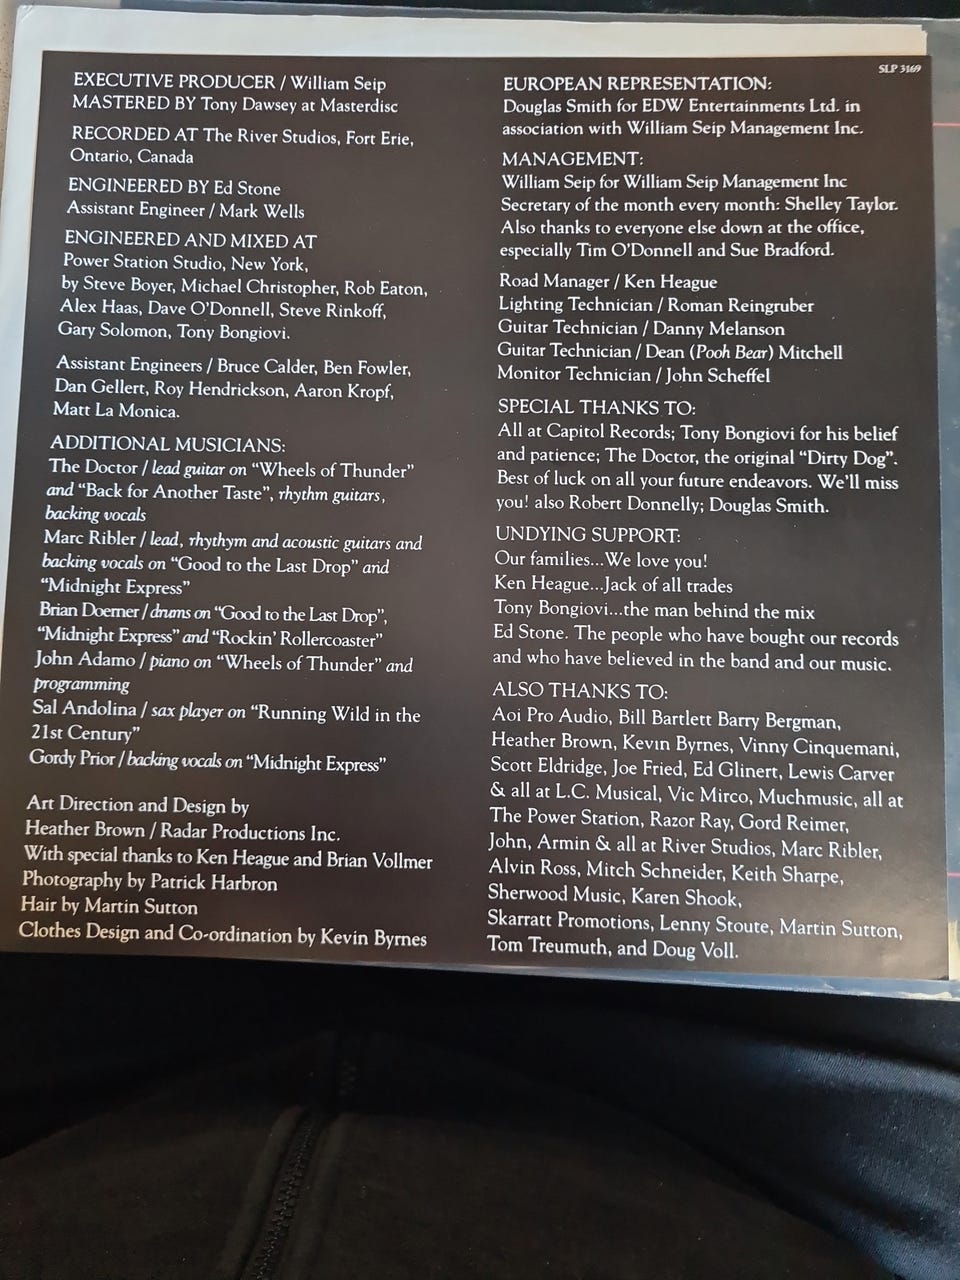 SLP 3169
EXECUTIVE PRODUCER / William Seip
MASTERED BY Tony Dawsey at Masterdisc
RECORDED AT The River Studios, Fort Erie,
Ontario, Canada
ENGINEERED BY Ed Stone
Assistant Engineer / Mark Wells
ENGINEERED AND MIXED AT
Power Station Studio, New York,
by Steve Boyer, Michael Christopher, Rob Eaton,
Alex Haas, Dave O'Donnell, Steve Rinkoff,
Gary Solomon, Tony Bongiovi.
Assistant Engineers / Bruce Calder, Ben Fowler,
Dan Gellert, Roy Hendrickson, Aaron Kropf,
Matt La Monica.
ADDITIONAL MUSICIANS:
The Doctor / lead guitar on "Wheels of Thunder"
and "Back for Another Taste", rhythm guitars,
backing vocals
Marc Ribler / lead, rhythym and acoustic guitars and
backing vocals on "Good to the Last Drop" and
"Midnight Express"
Brian Doerner / drums on "Good to the Last Drop",
"Midnight Express" and "Rockin' Rollercoaster"
John Adamo / piano on "Wheels of Thunder" and
programming
Sal Andolina / sax player on "Running Wild in the
21st Century"
Gordy Prior / backing vocals on "Midnight Express"
Art Direction and Design by
Heather Brown / Radar Productions Inc.
With special thanks to Ken Heague and Brian Vollmer
Photography by Patrick Harbron
Hair by Martin Sutton
Clothes Design and Co-ordination by Kevin Byrnes
EUROPEAN REPRESENTATION:
Douglas Smith for EDW Entertainments Ltd. in
association with William Seip Management Inc.
MANAGEMENT:
William Seip for William Seip Management Inc
Secretary of the month every month: Shelley Taylor.
Also thanks to everyone else down at the office,
especially Tim O'Donnell and Sue Bradford.
Road Manager / Ken Heague
Lighting Technician / Roman Reingruber
Guitar Technician / Danny Melanson
Guitar Technician / Dean (Pooh Bear) Mitchell
Monitor Technician / John Scheffel
SPECIAL THANKS TO:
All at Capitol Records; Tony Bongiovi for his belief
and patience; The Doctor, the original "Dirty Dog".
Best of luck on all your future endeavors. We'll miss
you! also Robert Donnelly; Douglas Smith.
UNDYING SUPPORT:
Our families...We love you!
Ken Heague...Jack of all trades
Tony Bongiovi...the man behind the mix
Ed Stone. The people who have bought our records
and who have believed in the band and our music.
ALSO THANKS TO:
Aoi Pro Audio, Bill Bartlett Barry Bergman,
Heather Brown, Kevin Byrnes, Vinny Cinquemani,
Scott Eldridge, Joe Fried, Ed Glinert, Lewis Carver
& all at L.C. Musical, Vic Mirco, Muchmusic, all at
The Power Station, Razor Ray, Gord Reimer,
John, Armin & all at River Studios, Marc Ribler,
Alvin Ross, Mitch Schneider, Keith Sharpe,
Sherwood Music, Karen Shook,
Skarratt Promotions, Lenny Stoute, Martin Sutton,
Tom Treumuth, and Doug Voll.